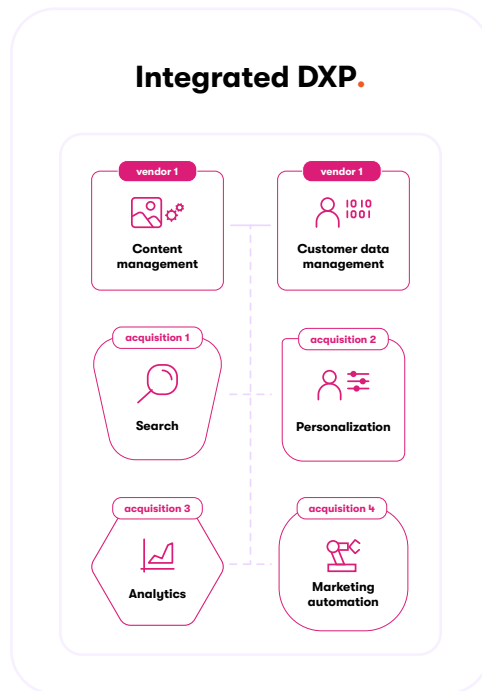 Integrated DXP.
vendor 1
vendor 1
1010
1001
Content
management
Customer data
management
acquisition 1
acquisition 2
Search
Personalization
acquisition 3
acquisition 4
Analytics
Marketing
automation